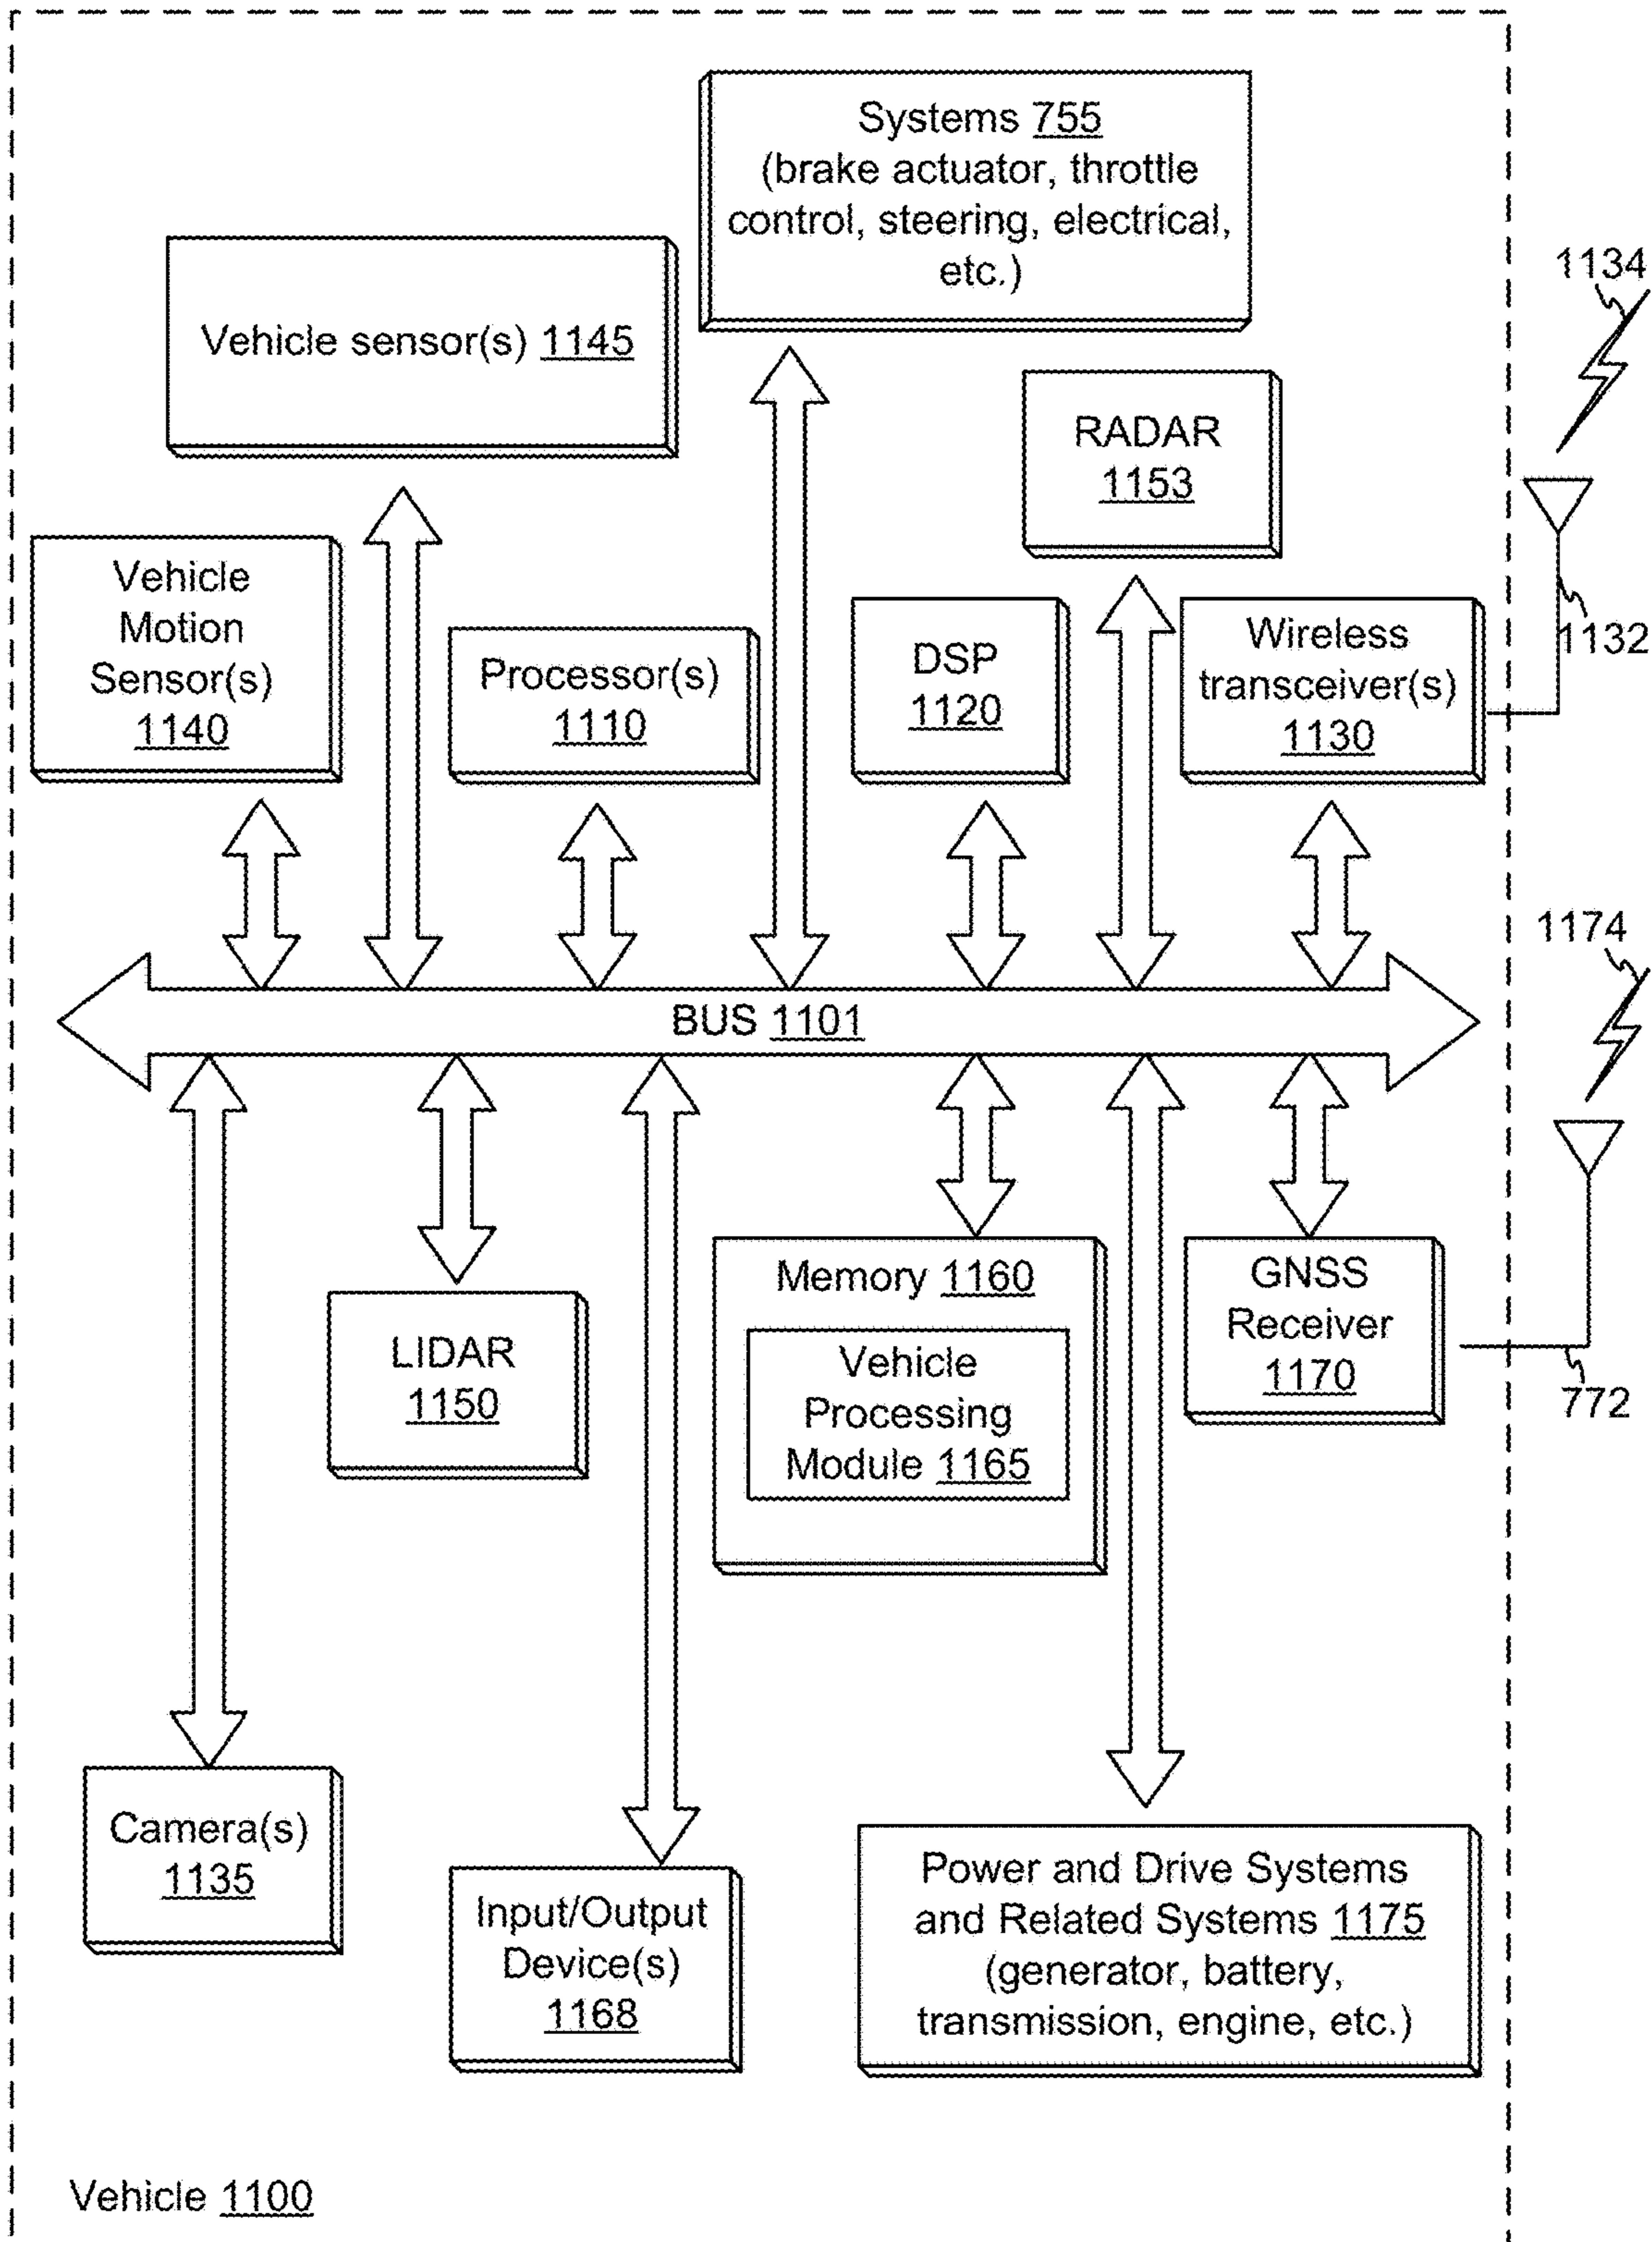 Systems 755
(brake actuator, throttle
control, steering, electrical,
etc.)
Vehicle sensor(s) 1145
1134
RADAR
1153
Vehicle
Motion
Sensor(s)
1140
Processor(s)
1110
DSP
1120
Wireless
transceiver(s)
1130
1132
1174
BUS 1101
LIDAR
1150
Memory 1160
Vehicle
Processing
Module 1165
GNSS
Receiver
1170
772
Camera(s)
1135
Input/Output
Device(s)
1168
Power and Drive Systems
and Related Systems 1175
(generator, battery,
transmission, engine, etc.)
Vehicle 1100